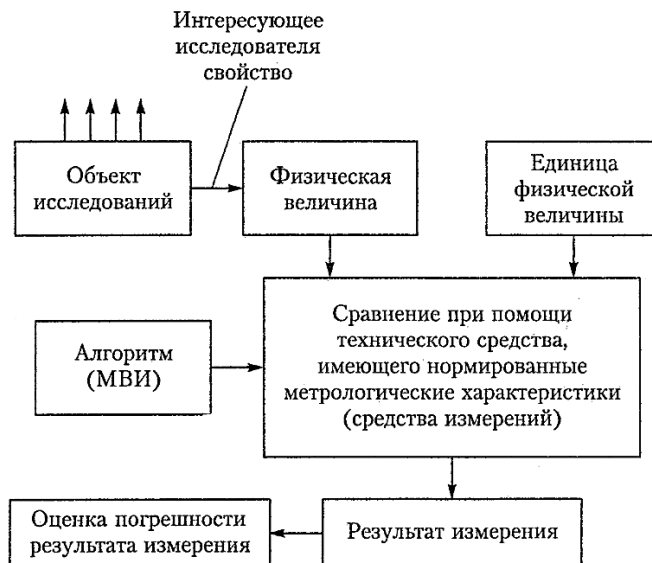 Интересующее
исследователя
свойство
Объект
исследований
Физическая
величина
Единица
физической
величины
Алгоритм
(МВИ)
Сравнение при помощи
технического средства,
имеющего нормированные
метрологические характеристики
(средства измерений)
Оценка погрешности
результата измерения
Результат измерения